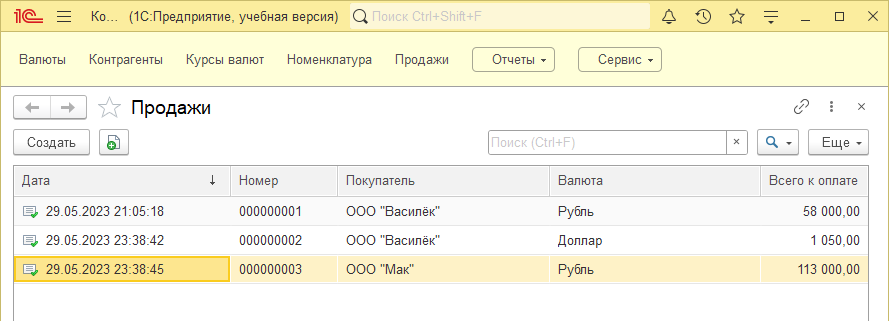 1С Ко... (1С:Предприятие, учебная версия) Поиск Ctrl+Shift+F
Валюты Контрагенты Курсы валют Номенклатура Продажи Отчеты Сервис
Продажи
Создать Поиск (Ctrl+F) × Еще
Дата ↓ Номер Покупатель Валюта Всего к оплате
29.05.2023 21:05:18 000000001 ООО "Василёк" Рубль 58 000,00
29.05.2023 23:38:42 000000002 ООО "Василёк" Доллар 1 050,00
29.05.2023 23:38:45 000000003 ООО "Мак" Рубль 113 000,00